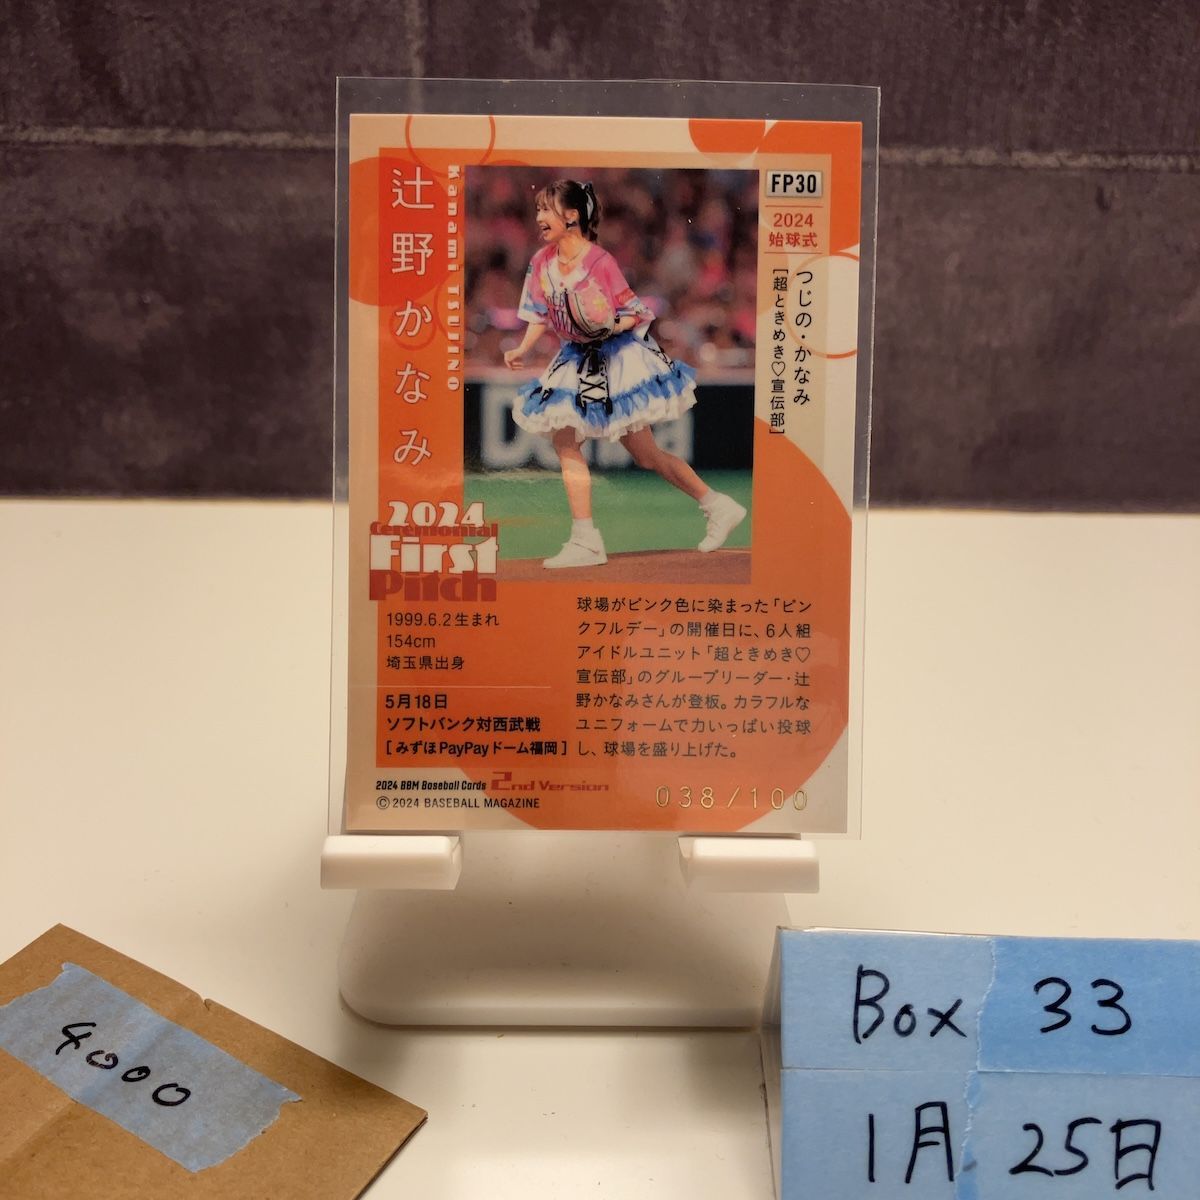 辻野かなみ
Kanami TSUJINO
FP30
2024
始球式
つじの・かなみ
[超ときめき♡宣伝部]
2024
Ceremonial
First
Pitch
1999.6.2生まれ
154cm
埼玉県出身
5月18日
ソフトバンク対西武戦
[みずほPayPayドーム福岡]
球場がピンク色に染まった「ピン
クフルデー」の開催日に、6人組
アイドルユニット「超ときめき♡
宣伝部」のグループリーダー・辻
野かなみさんが登板。カラフルな
ユニフォームで力いっぱい投球
し、球場を盛り上げた。
2024 BBM Baseball Cards 2nd Version
©2024 BASEBALL MAGAZINE
038/100
4000
Box 33
1月25日